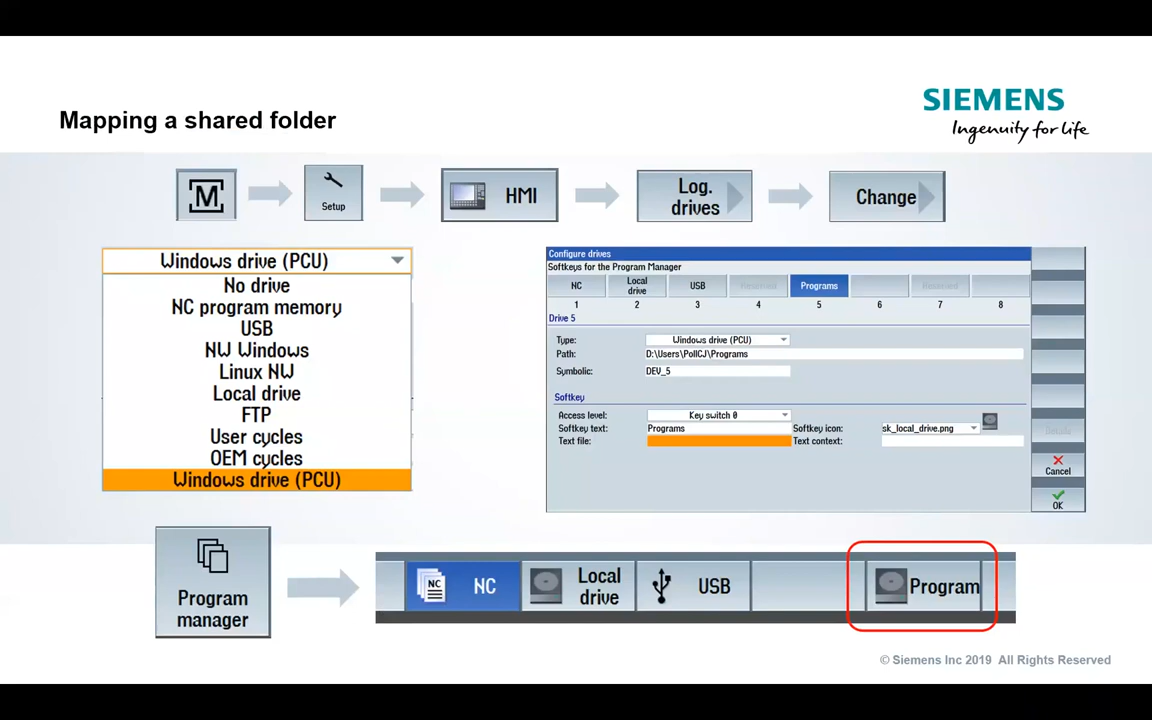 SIEMENS
Ingenuity for life
Mapping a shared folder
M
Setup
HMI
Log.
drives
Change
Windows drive (PCU)
No drive
NC program memory
USB
NW Windows
Linux NW
Local drive
FTP
User cycles
OEM cycles
Windows drive (PCU)
Configure drives
Softkeys for the Program Manager
NC
Local
drive
USB
Reserved
Programs
Reserved
1 2 3 4 5 6 7 8
Drive 5
Type: Windows drive (PCU)
Path: D:\Users\PollCJ\Programs
Symbolic: DEV_5
Softkey
Access level: Key switch 0
Softkey text: Programs Softkey icon: sk_local_drive.png
Text file: Text context:
Details
Cancel
OK
Program
manager
NC
NC
Local
drive
USB
Program
© Siemens Inc 2019 All Rights Reserved